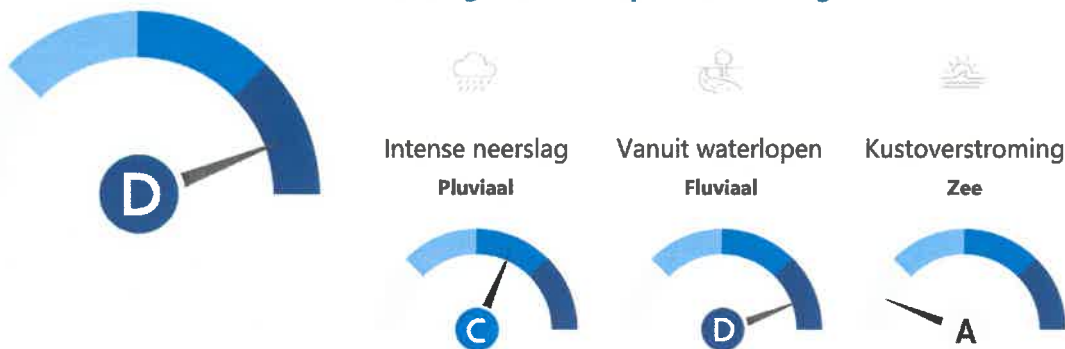 D
Intense neerslag
Vanuit waterlopen
Kustoverstroming
Pluviaal
Fluviaal
Zee
C
D
A